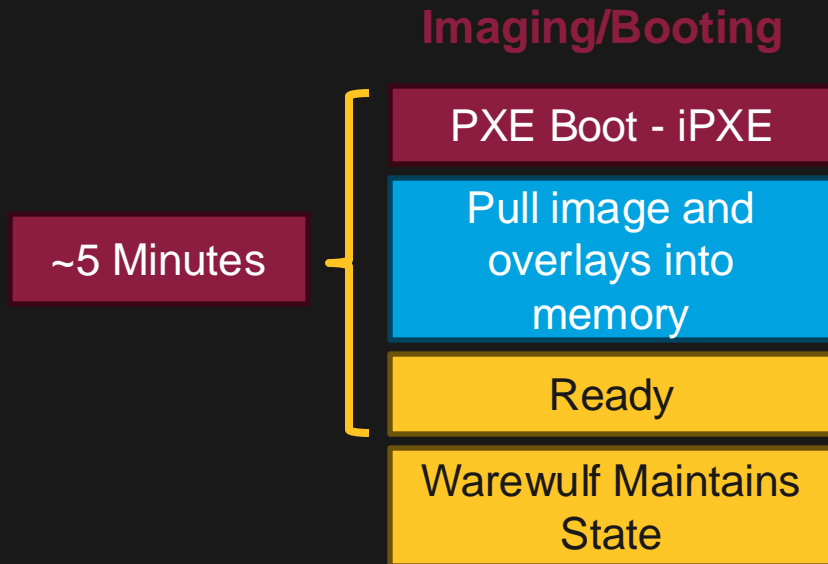 Imaging/Booting
PXE Boot - iPXE
Pull image and
overlays into
memory
~5 Minutes
Ready
Warewulf Maintains
State